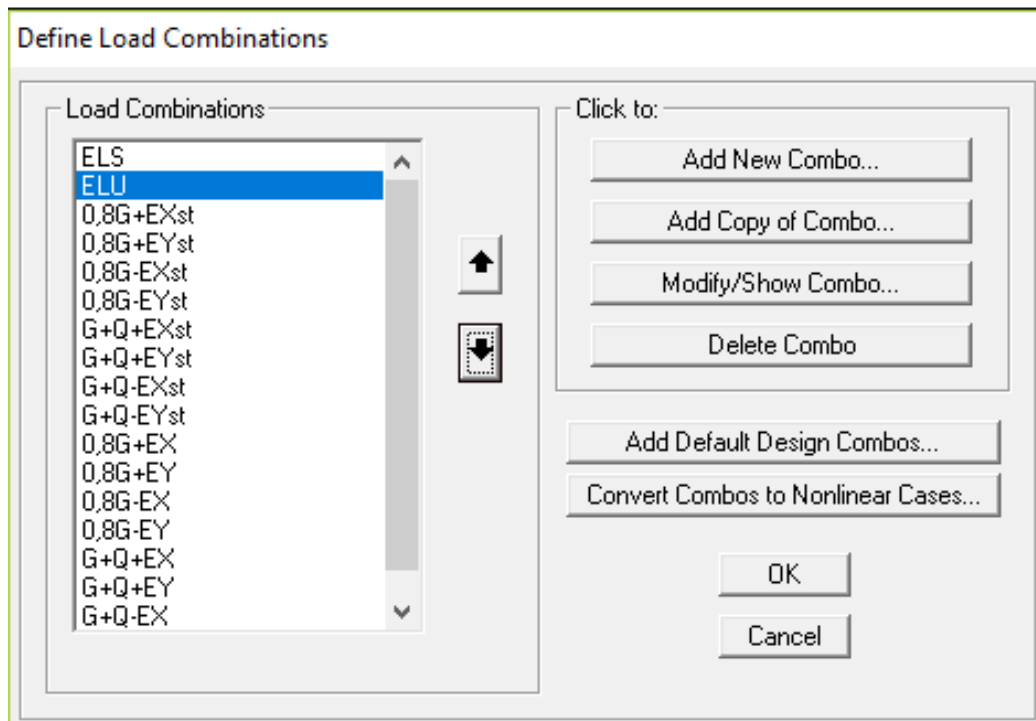 Define Load Combinations
Load Combinations
ELS
ELU
0,8G+EXst
0,8G+EYst
0,8G-EXst
0,8G-EYst
G+Q+EXst
G+Q+EYst
G+Q-EXst
G+Q-EYst
0,8G+EX
0,8G+EY
0,8G-EX
0,8G-EY
G+Q+EX
G+Q+EY
G+Q-EX
Click to:
Add New Combo...
Add Copy of Combo...
Modify/Show Combo...
Delete Combo
Add Default Design Combos...
Convert Combos to Nonlinear Cases...
OK
Cancel